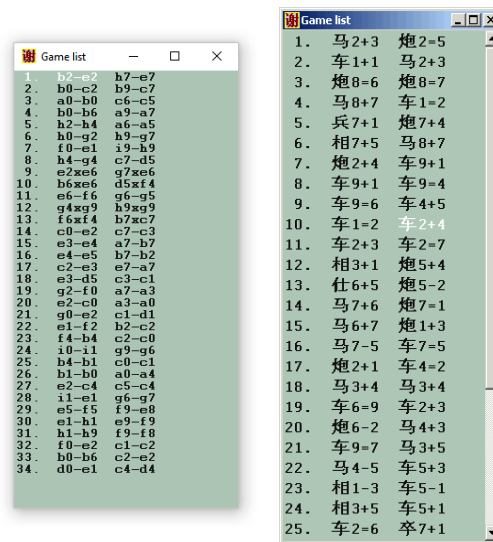 谢 Game list
1. b2-e2 h7-e7
2. b0-c2 b9-c7
3. a0-b0 c6-c5
4. b0-b6 a9-a7
5. h2-h4 a6-a5
6. h0-g2 h9-g7
7. f0-e1 i9-h9
8. h4-g4 c7-d5
9. e2xe6 g7xe6
10. b6xe6 d5xf4
11. e6-f6 g6-g5
12. g4xg9 h9xg9
13. f6xf4 b7xc7
14. c0-e2 c7-c3
15. e3-e4 a7-b7
16. e4-e5 b7-b2
17. c2-e3 e7-a7
18. e3-d5 c3-c1
19. g2-f0 a7-a3
20. e2-c0 a3-a0
21. g0-e2 c1-d1
22. e1-f2 b2-c2
23. f4-b4 c2-c0
24. i0-i1 g9-g6
25. b4-b1 c0-c1
26. b1-b0 a0-a4
27. e2-c4 c5-c4
28. i1-e1 g6-g7
29. e5-f5 f9-e8
30. e1-h1 e9-f9
31. h1-h9 f9-f8
32. f0-e2 c1-c2
33. b0-b6 c2-e2
34. d0-e1 c4-d4
谢 Game list
1. 马2+3 炮2=5
2. 车1+1 马2+3
3. 炮8=6 炮8=7
4. 马8+7 车1=2
5. 兵7+1 炮7+4
6. 相7+5 马8+7
7. 炮2+4 车9+1
8. 车9+1 车9=4
9. 车9=6 车4+5
10. 车1=2 车2+4
11. 车2+3 车2=7
12. 相3+1 炮5+4
13. 仕6+5 炮5-2
14. 马7+6 炮7=1
15. 马6+7 炮1+3
16. 马7-5 车7=5
17. 炮2+1 车4=2
18. 马3+4 马3+4
19. 车6=9 车2+3
20. 炮6-2 马4+3
21. 车9=7 马3+5
22. 马4-5 车5+3
23. 相1-3 车5-1
24. 相3+5 车5+1
25. 车2=6 卒7+1